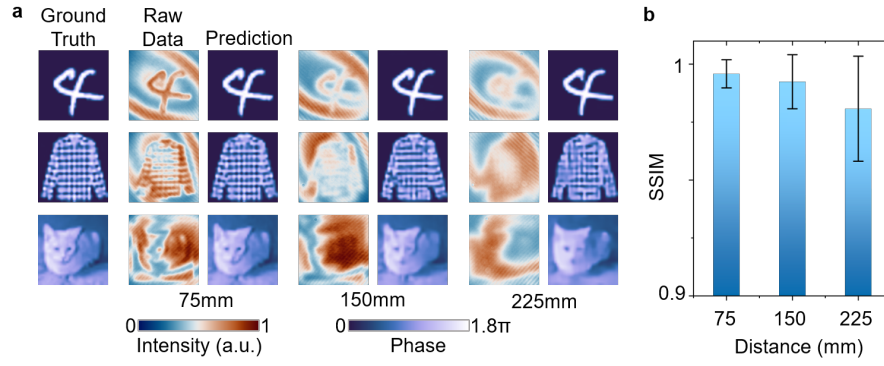 a
Ground Truth
Raw Data
Prediction
75mm
150mm
225mm
0
1
Intensity (a.u.)
0
1.8π
Phase
b
1
SSIM
0.9
75
150
225
Distance (mm)